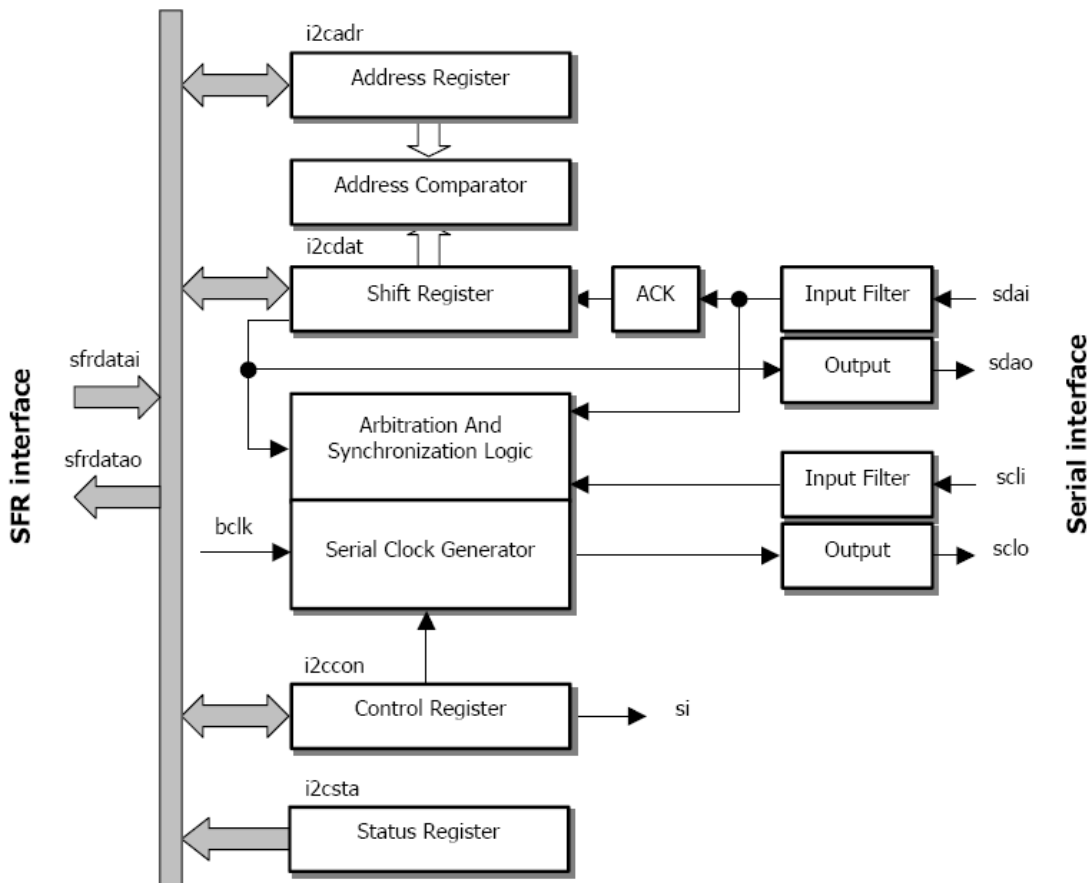 i2cadr
Address Register
Address Comparator
i2cdat
Shift Register
ACK
Input Filter
sdai
Output
sdao
SFR interface
sfrdatai
sfrdatao
Arbitration And
Synchronization Logic
Input Filter
scli
Serial interface
bclk
Serial Clock Generator
Output
sclo
i2ccon
Control Register
si
i2csta
Status Register